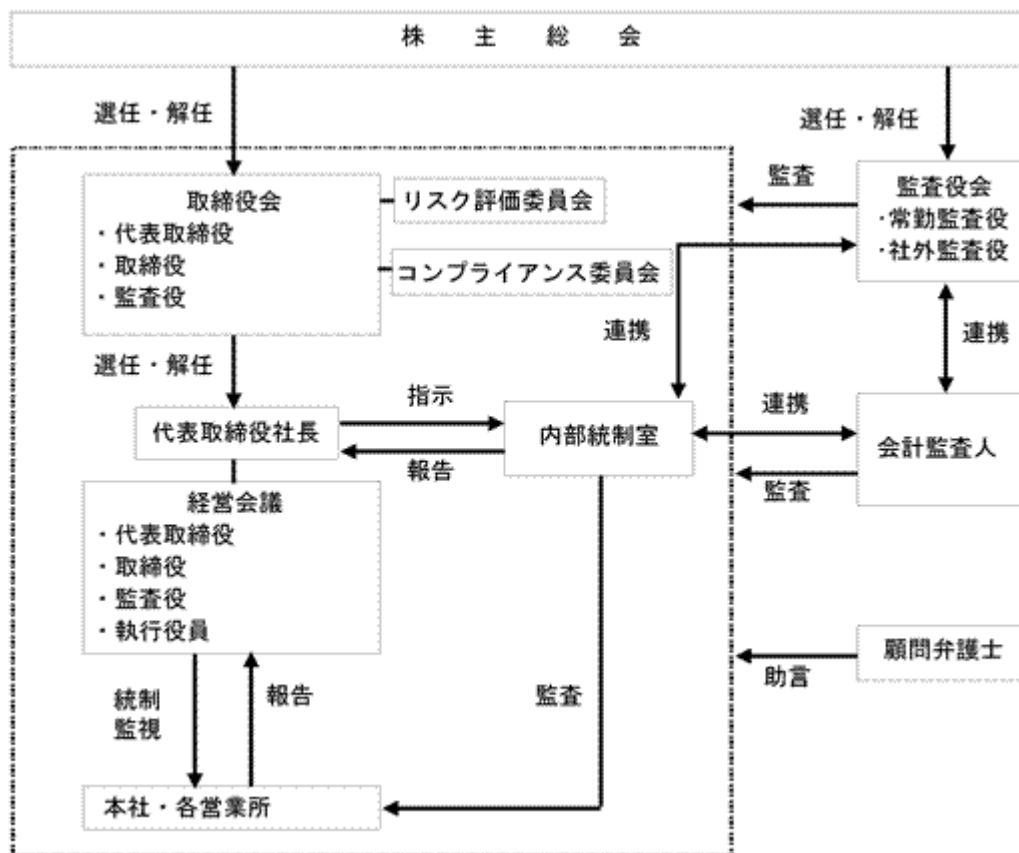 株 主 総 会
選任・解任
選任・解任
取締役会
・代表取締役
・取締役
・監査役
リスク評価委員会
コンプライアンス委員会
監査
監査役会
・常勤監査役
・社外監査役
連携
連携
選任・解任
代表取締役社長
指示
報告
内部統制室
連携
会計監査人
監査
経営会議
・代表取締役
・取締役
・監査役
・執行役員
顧問弁護士
助言
統制
監視
報告
監査
本社・各営業所